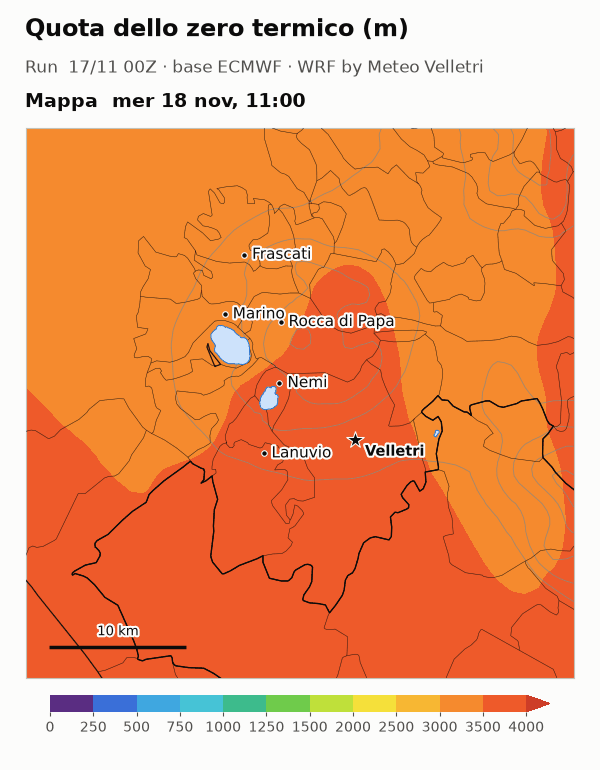 Quota dello zero termico (m)
Run  17/11 00Z · base ECMWF · WRF by Meteo Velletri
Mappa  mer 18 nov, 11:00
Frascati
Marino
Rocca di Papa
Nemi
Velletri
Lanuvio
10 km
0 250 500 750 1000 1250 1500 2000 2500 3000 3500 4000